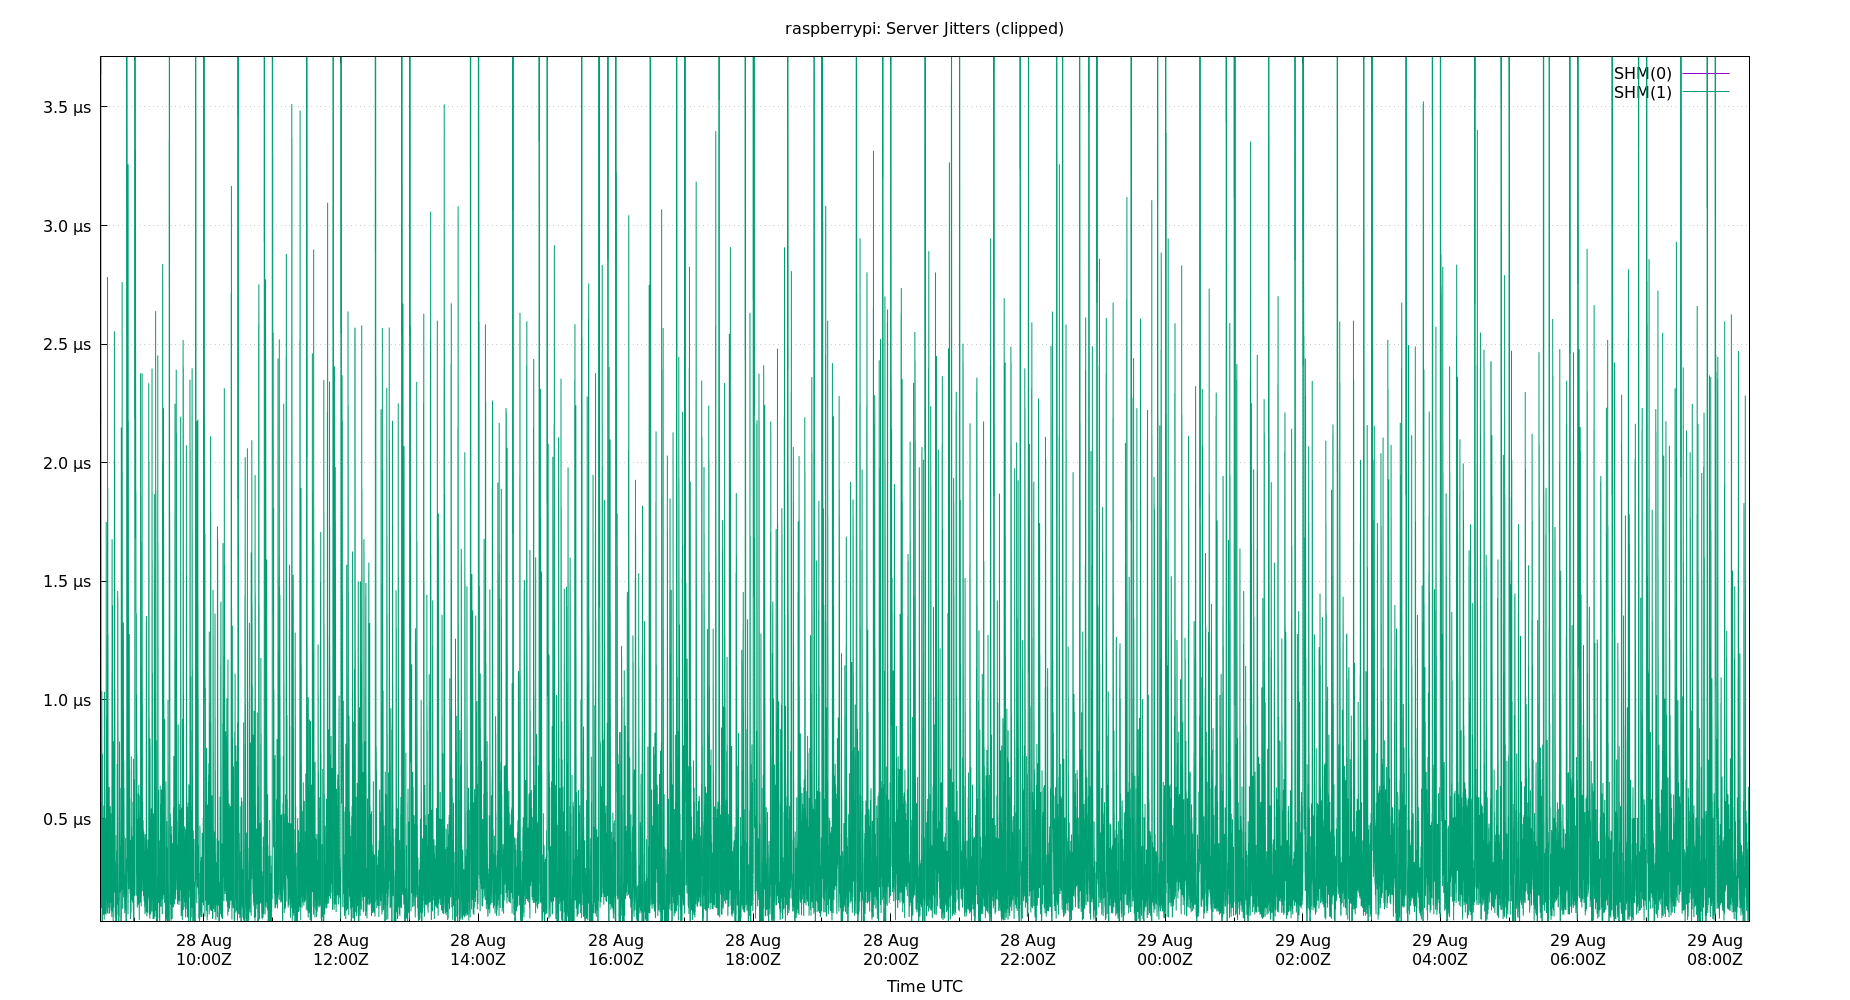 raspberrypi: Server Jitters (clipped)
SHM(0)
SHM(1)
3.5 µs
3.0 µs
2.5 µs
2.0 µs
1.5 µs
1.0 µs
0.5 µs
28 Aug 28 Aug 28 Aug 28 Aug 28 Aug 28 Aug 28 Aug 29 Aug 29 Aug 29 Aug 29 Aug 29 Aug
10:00Z 12:00Z 14:00Z 16:00Z 18:00Z 20:00Z 22:00Z 00:00Z 02:00Z 04:00Z 06:00Z 08:00Z
Time UTC